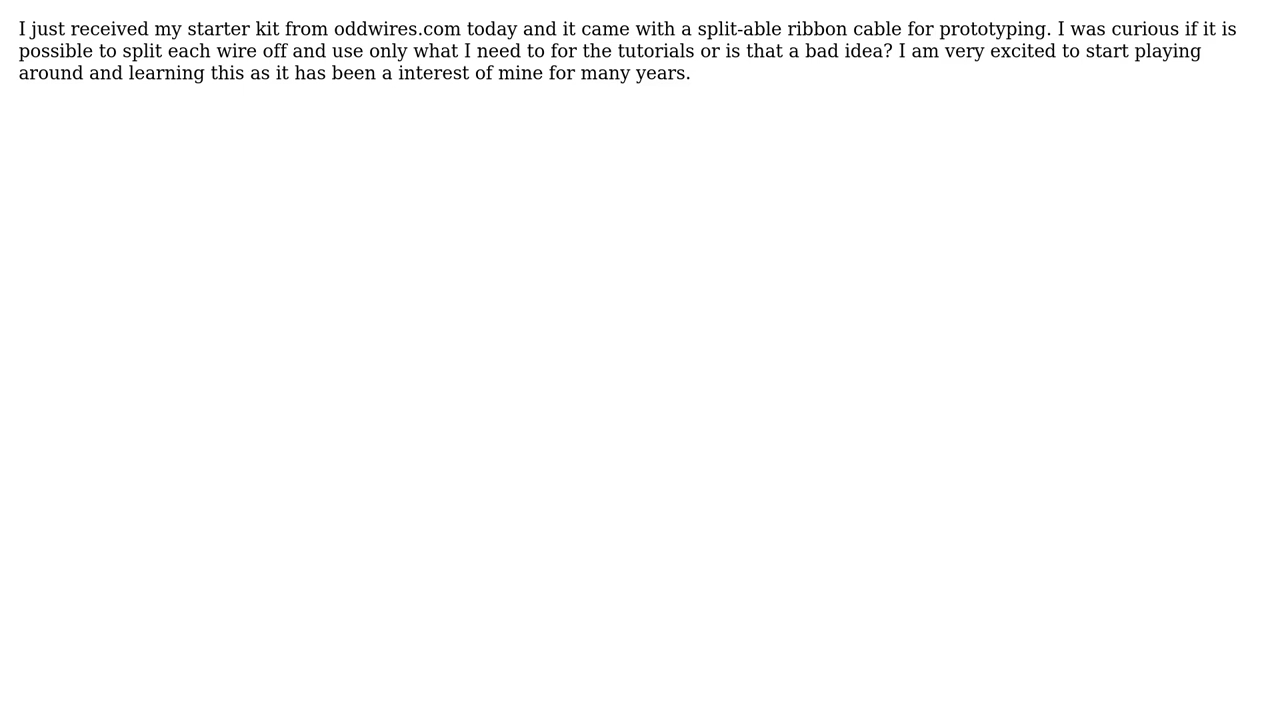 I just received my starter kit from oddwires.com today and it came with a split-able ribbon cable for prototyping. I was curious if it is
possible to split each wire off and use only what I need to for the tutorials or is that a bad idea? I am very excited to start playing
around and learning this as it has been a interest of mine for many years.